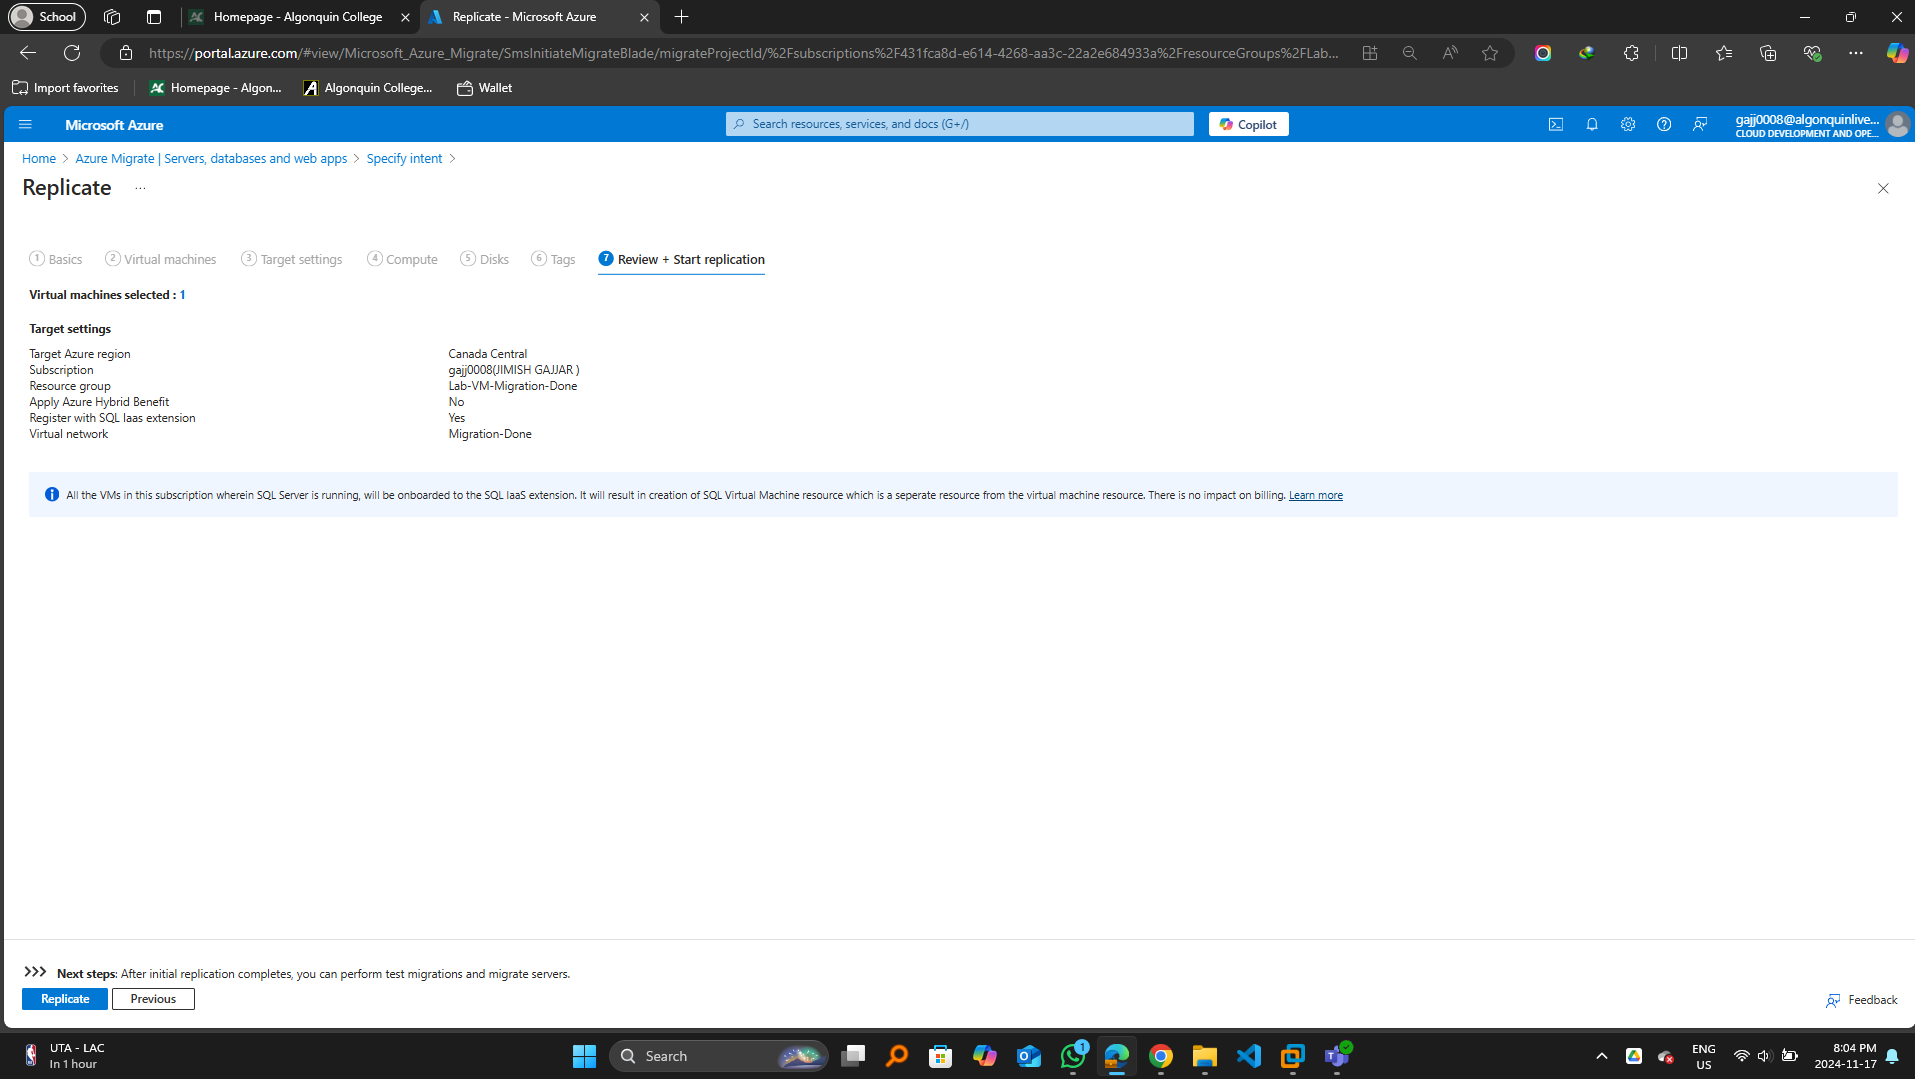 School
Homepage - Algonquin College
Replicate - Microsoft Azure
https://portal.azure.com/#view/Microsoft_Azure_Migrate/SmsInitiateMigrateBlade/migrateProjectId/%2Fsubscriptions%2F431fca8d-e614-4268-aa3c-22a2e684933a%2FresourceGroups%2FLab...
Import favorites
Homepage - Algon...
Algonquin College...
Wallet
Microsoft Azure
Search resources, services, and docs (G+/)
Copilot
gajj0008@algonquinlive...
CLOUD DEVELOPMENT AND OPE...
Home > Azure Migrate | Servers, databases and web apps > Specify intent >
Replicate ...
1 Basics 2 Virtual machines 3 Target settings 4 Compute 5 Disks 6 Tags 7 Review + Start replication
Virtual machines selected : 1
Target settings
Target Azure region Canada Central
Subscription gajj0008(JIMISH GAJJAR )
Resource group Lab-VM-Migration-Done
Apply Azure Hybrid Benefit No
Register with SQL Iaas extension Yes
Virtual network Migration-Done
All the VMs in this subscription wherein SQL Server is running, will be onboarded to the SQL IaaS extension. It will result in creation of SQL Virtual Machine resource which is a seperate resource from the virtual machine resource. There is no impact on billing. Learn more
>>> Next steps: After initial replication completes, you can perform test migrations and migrate servers.
Replicate Previous
Feedback
UTA - LAC
In 1 hour
Search
1
ENG
US
8:04 PM
2024-11-17